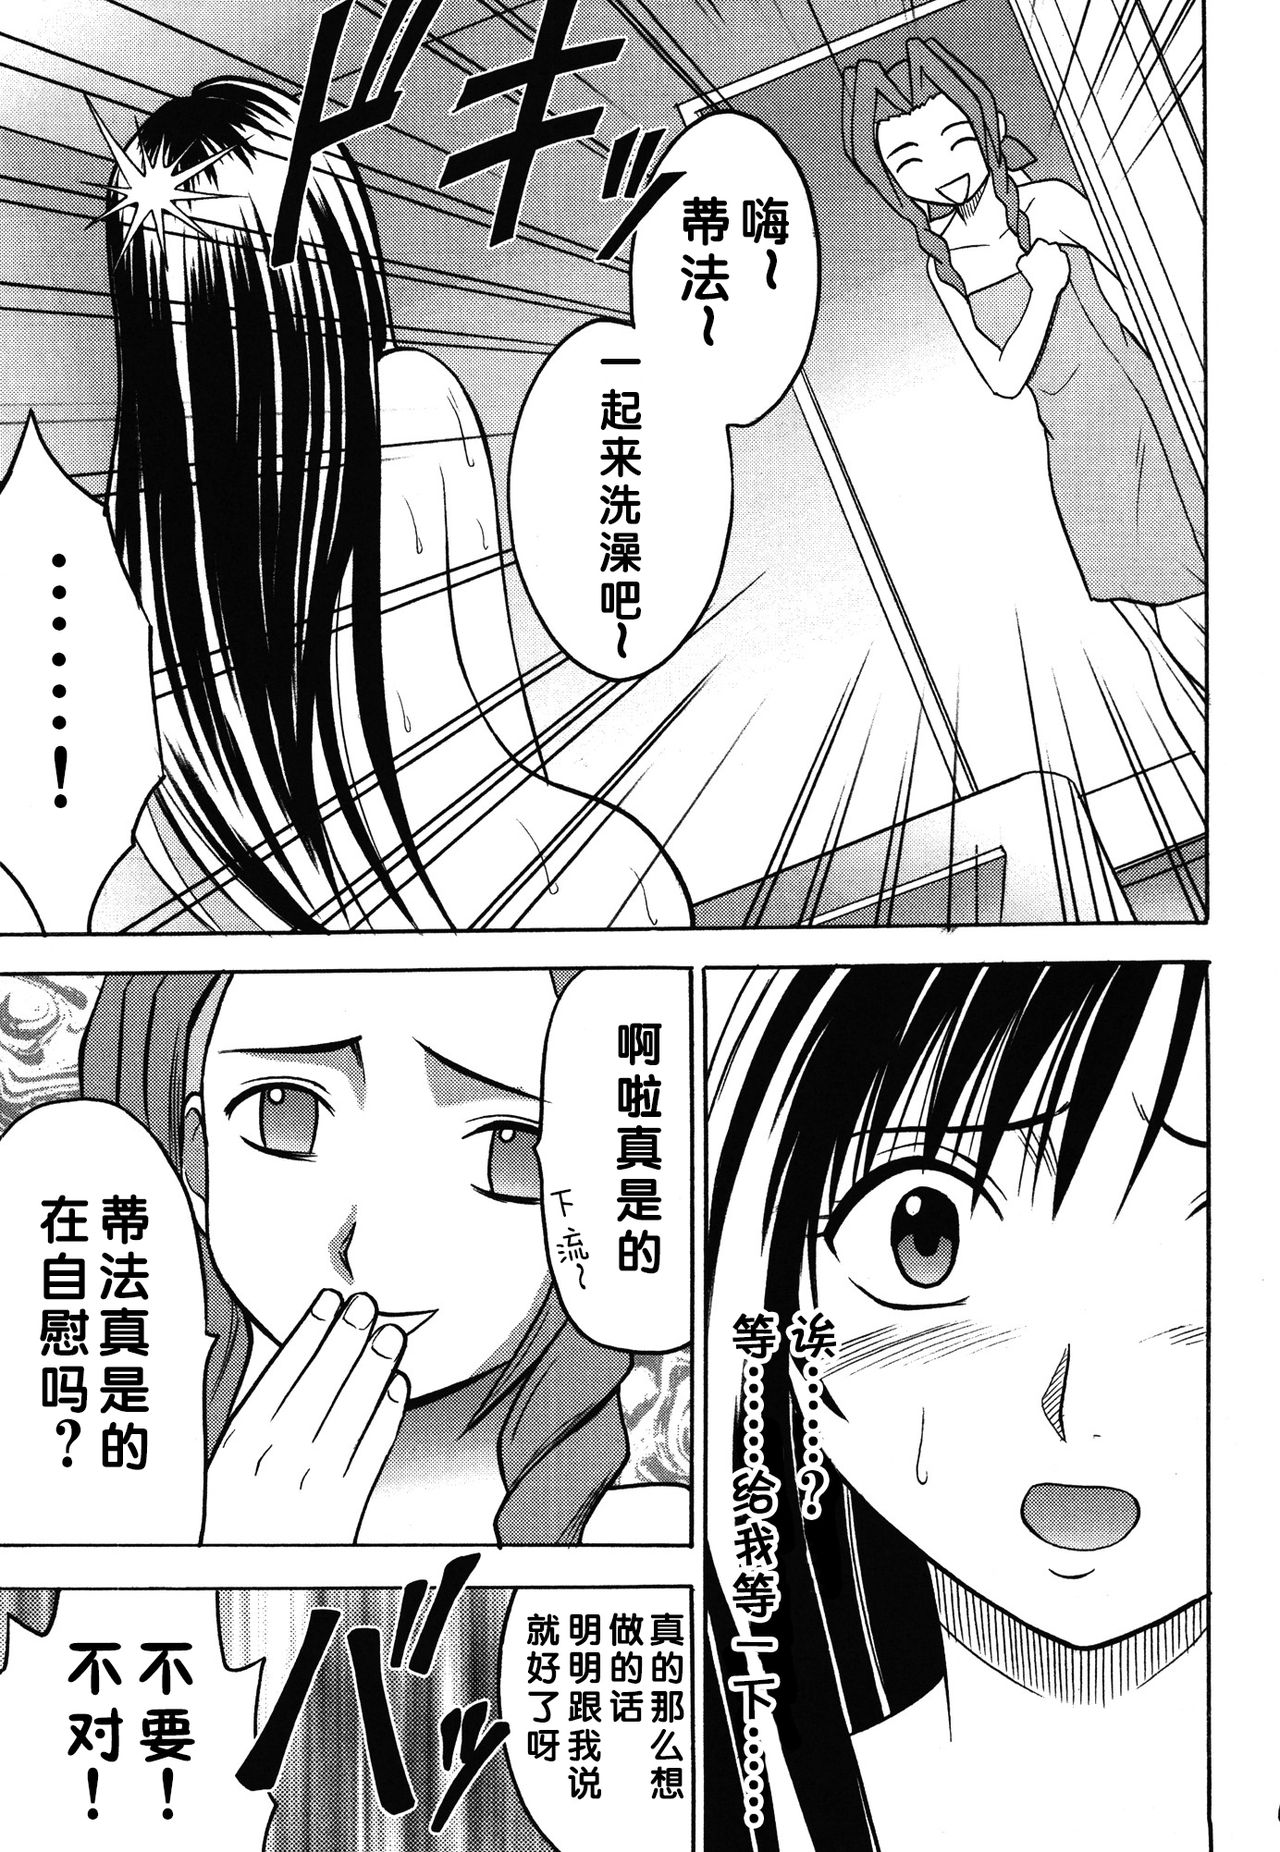 ドキッ
嗨～
蒂法～
一起来洗澡吧～
……！
诶……？
等………给我等一下………
啊啦真是的
下流～
蒂法真是的
在自慰吗？
真的那么想
做的话
明明跟我说
就好了呀
バッ
不要！
不对！